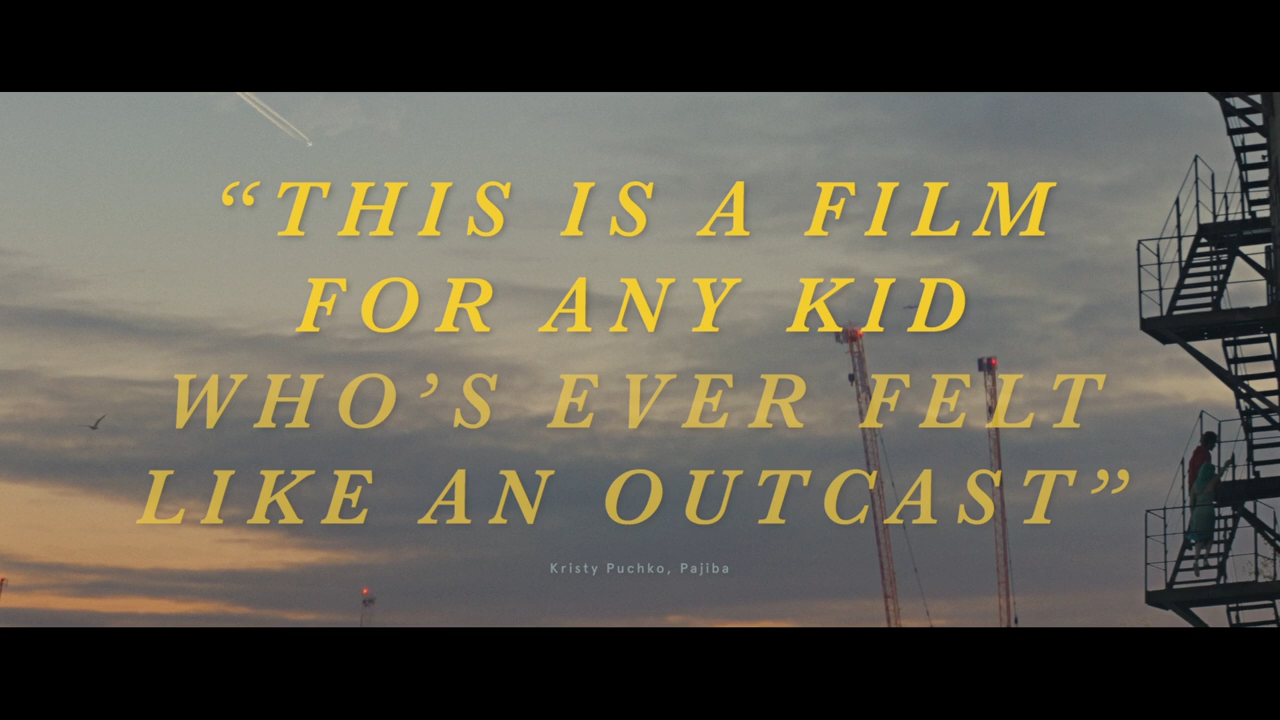 “THIS IS A FILM
FOR ANY KID
WHO’S EVER FELT
LIKE AN OUTCAST”
Kristy Puchko, Pajiba